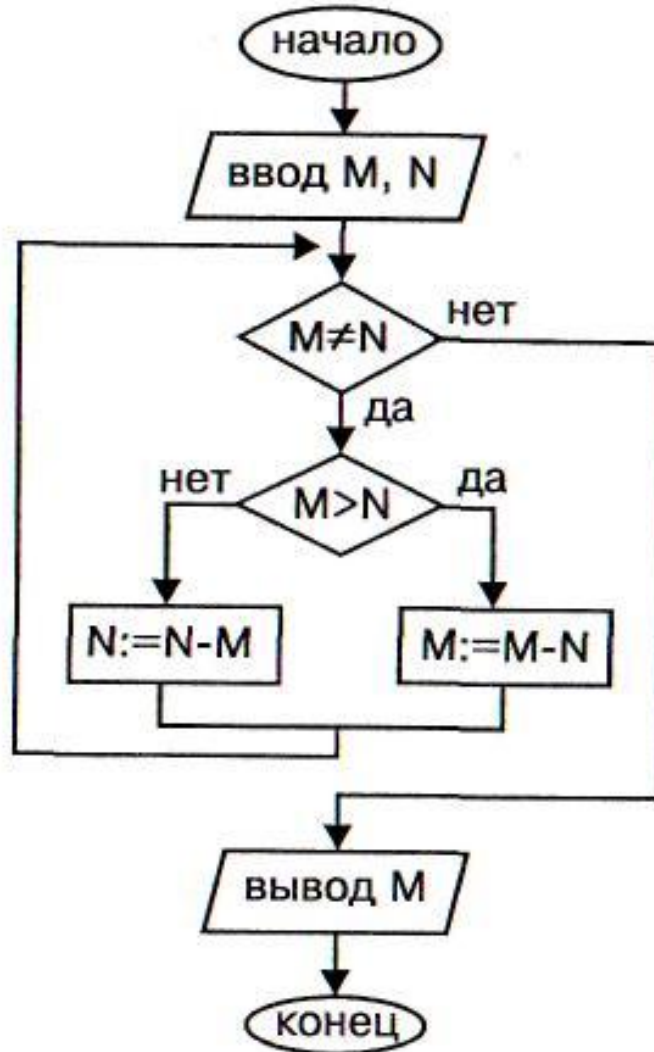 начало
ввод M, N
M≠N
нет
да
M>N
нет
да
N:=N-M
M:=M-N
вывод M
конец